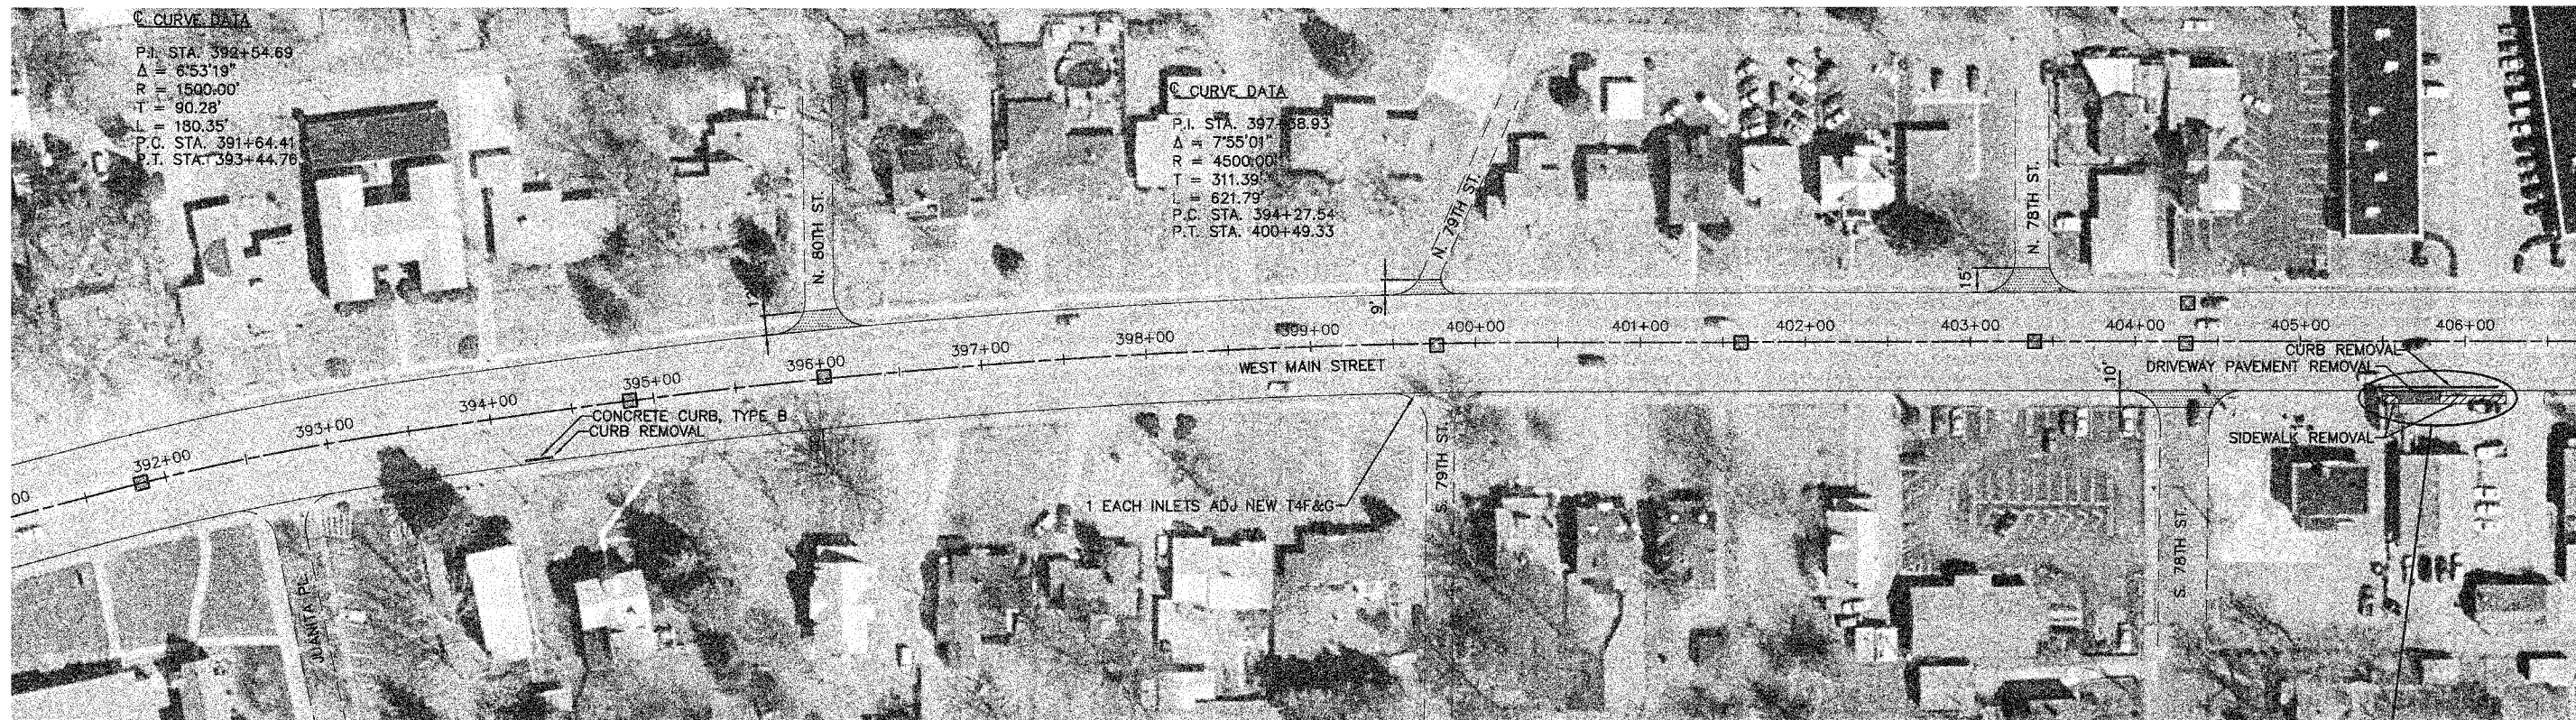 ℄ CURVE DATA
P.I. STA. 392+54.69
Δ = 6°53'19"
R = 1500.00'
T = 90.28'
L = 180.35'
P.C. STA. 391+64.41
P.T. STA. 393+44.76
℄ CURVE DATA
P.I. STA. 397+38.93
Δ = 7°55'01"
R = 4500.00'
T = 311.39'
L = 621.79'
P.C. STA. 394+27.54
P.T. STA. 400+49.33
N. 80TH ST.
N. 79TH ST.
N. 78TH ST.
9'
15'
00
392+00
393+00
394+00
395+00
396+00
397+00
398+00
399+00
400+00
401+00
402+00
403+00
404+00
405+00
406+00
WEST MAIN STREET
10'
CURB REMOVAL
DRIVEWAY PAVEMENT REMOVAL
SIDEWALK REMOVAL
CONCRETE CURB, TYPE B
CURB REMOVAL
1 EACH INLETS ADJ NEW T4F&G
JUANITA PL.
S. 79TH ST.
S. 78TH ST.